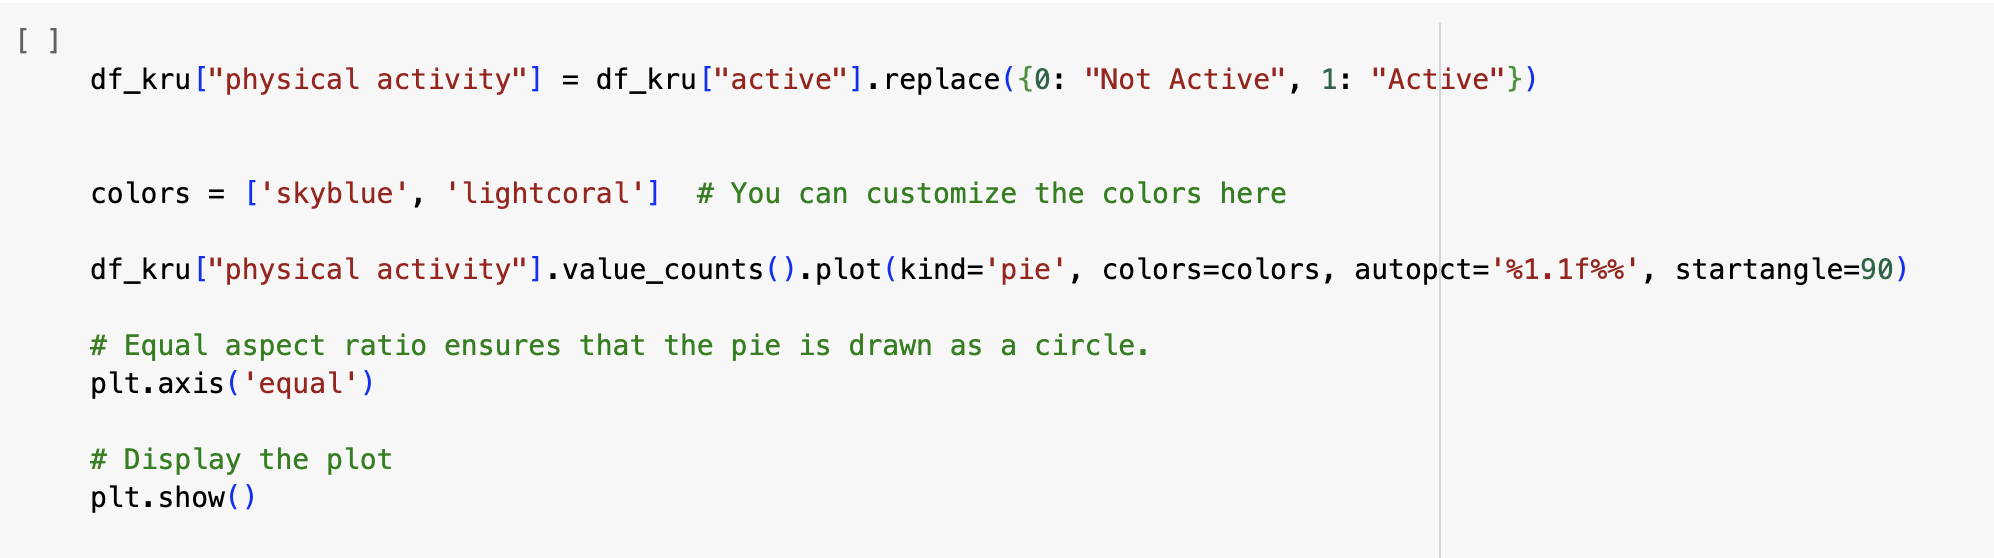 [ ]
df_kru["physical activity"] = df_kru["active"].replace({0: "Not Active", 1: "Active"})
colors = ['skyblue', 'lightcoral']  # You can customize the colors here
df_kru["physical activity"].value_counts().plot(kind='pie', colors=colors, autopct='%1.1f%%', startangle=90)
# Equal aspect ratio ensures that the pie is drawn as a circle.
plt.axis('equal')
# Display the plot
plt.show()